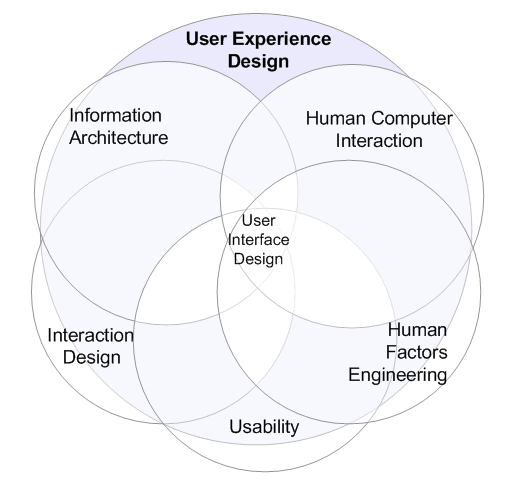 User Experience
Design
Information
Architecture
Human Computer
Interaction
User
Interface
Design
Interaction
Design
Human
Factors
Engineering
Usability